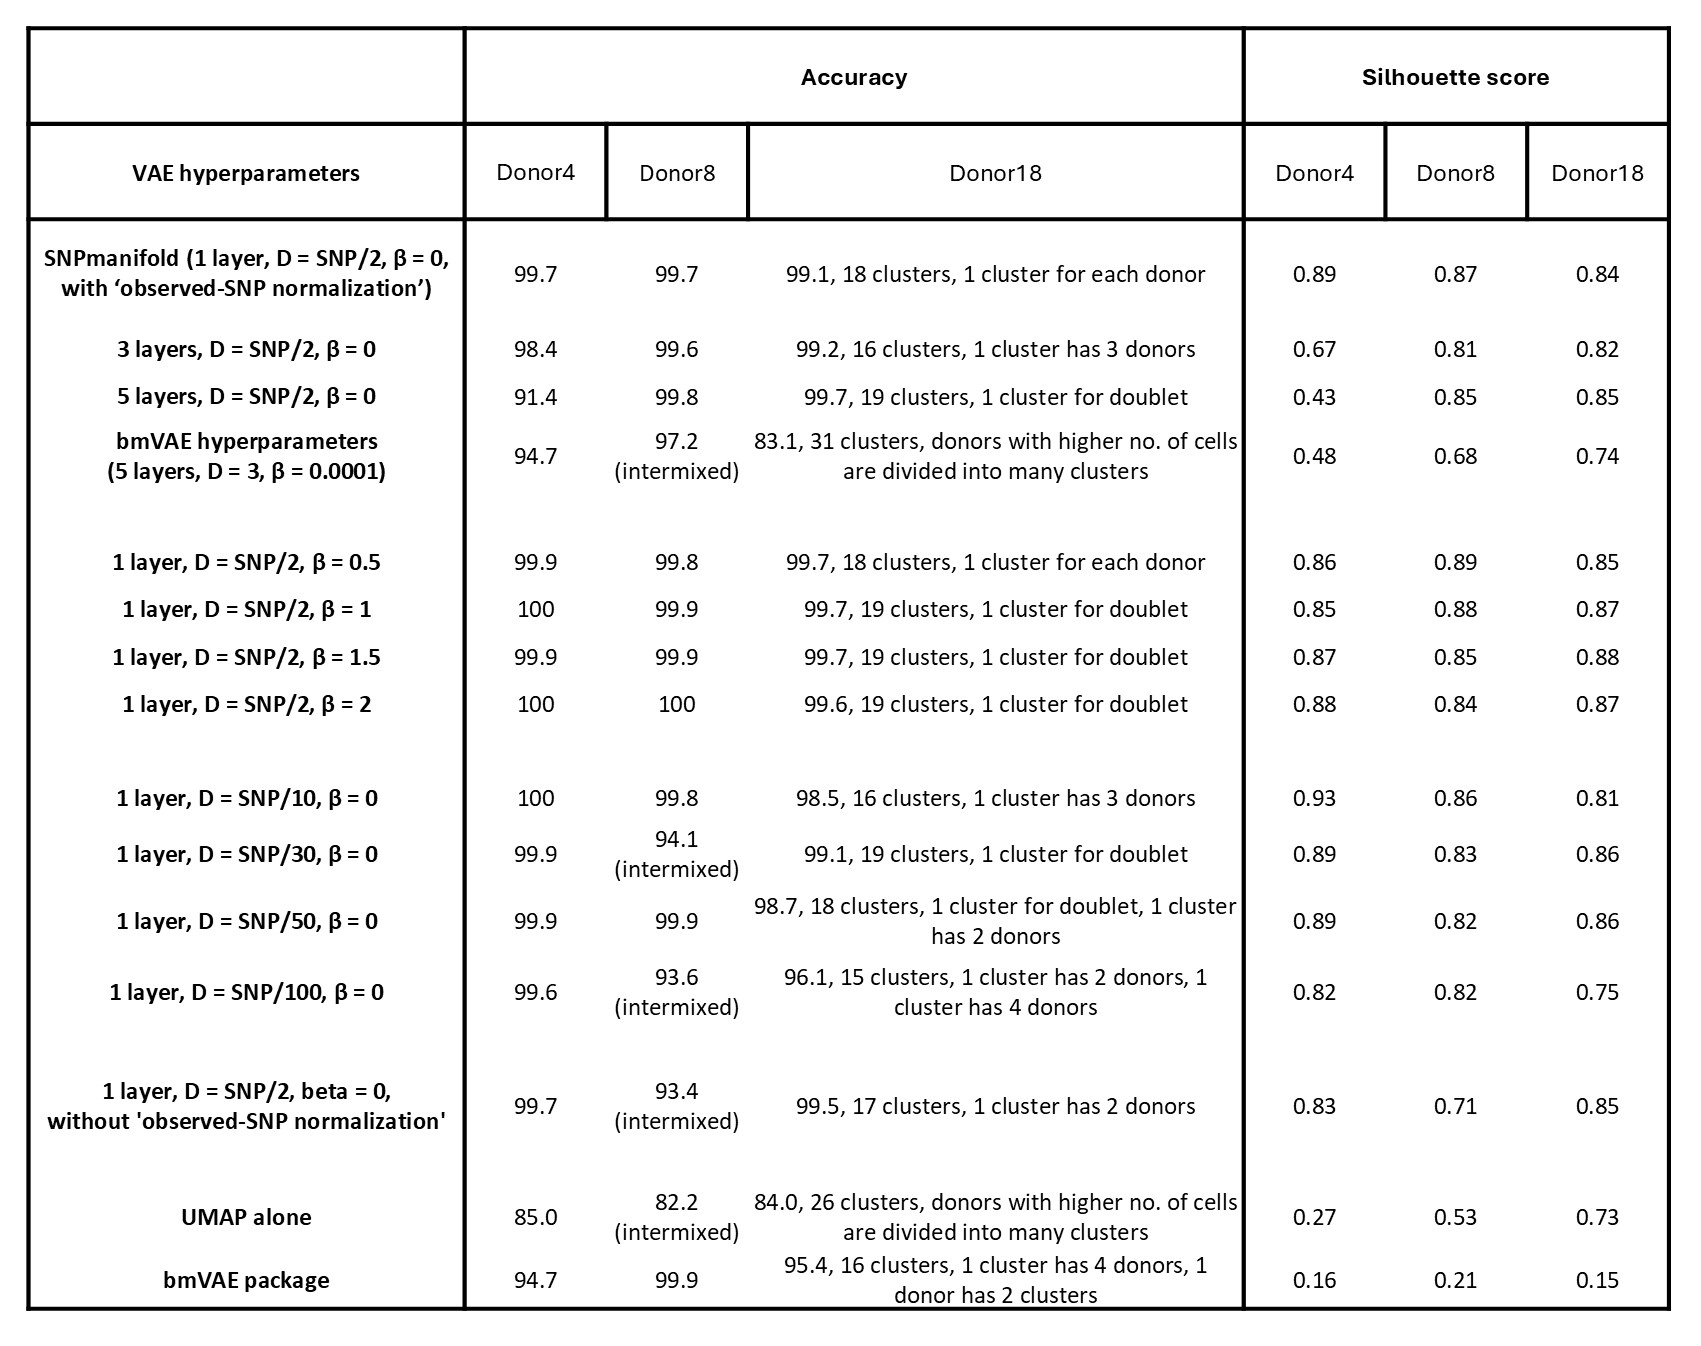 Accuracy Silhouette score
VAE hyperparameters Donor4 Donor8 Donor18 Donor4 Donor8 Donor18
SNPmanifold (1 layer, D = SNP/2, β = 0,
with ‘observed-SNP normalization’) 99.7 99.7 99.1, 18 clusters, 1 cluster for each donor 0.89 0.87 0.84
3 layers, D = SNP/2, β = 0 98.4 99.6 99.2, 16 clusters, 1 cluster has 3 donors 0.67 0.81 0.82
5 layers, D = SNP/2, β = 0 91.4 99.8 99.7, 19 clusters, 1 cluster for doublet 0.43 0.85 0.85
bmVAE hyperparameters
(5 layers, D = 3, β = 0.0001) 94.7
97.2
(intermixed)
83.1, 31 clusters, donors with higher no. of cells
are divided into many clusters 0.48 0.68 0.74
1 layer, D = SNP/2, β = 0.5 99.9 99.8 99.7, 18 clusters, 1 cluster for each donor 0.86 0.89 0.85
1 layer, D = SNP/2, β = 1 100 99.9 99.7, 19 clusters, 1 cluster for doublet 0.85 0.88 0.87
1 layer, D = SNP/2, β = 1.5 99.9 99.9 99.7, 19 clusters, 1 cluster for doublet 0.87 0.85 0.88
1 layer, D = SNP/2, β = 2 100 100 99.6, 19 clusters, 1 cluster for doublet 0.88 0.84 0.87
1 layer, D = SNP/10, β = 0 100 99.8 98.5, 16 clusters, 1 cluster has 3 donors 0.93 0.86 0.81
1 layer, D = SNP/30, β = 0 99.9
94.1
(intermixed)
99.1, 19 clusters, 1 cluster for doublet 0.89 0.83 0.86
1 layer, D = SNP/50, β = 0 99.9 99.9
98.7, 18 clusters, 1 cluster for doublet, 1 cluster
has 2 donors 0.89 0.82 0.86
1 layer, D = SNP/100, β = 0 99.6
93.6
(intermixed)
96.1, 15 clusters, 1 cluster has 2 donors, 1
cluster has 4 donors 0.82 0.82 0.75
1 layer, D = SNP/2, beta = 0,
without 'observed-SNP normalization' 99.7
93.4
(intermixed)
99.5, 17 clusters, 1 cluster has 2 donors 0.83 0.71 0.85
UMAP alone 85.0
82.2
(intermixed)
84.0, 26 clusters, donors with higher no. of cells
are divided into many clusters 0.27 0.53 0.73
bmVAE package 94.7 99.9
95.4, 16 clusters, 1 cluster has 4 donors, 1
donor has 2 clusters 0.16 0.21 0.15